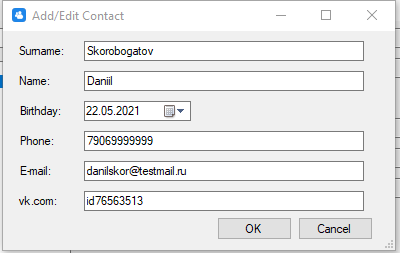 Add/Edit Contact
Surname: Skorobogatov
Name: Daniil
Birthday: 22.05.2021
Phone: 79069999999
E-mail: danilskor@testmail.ru
vk.com: id76563513
OK Cancel